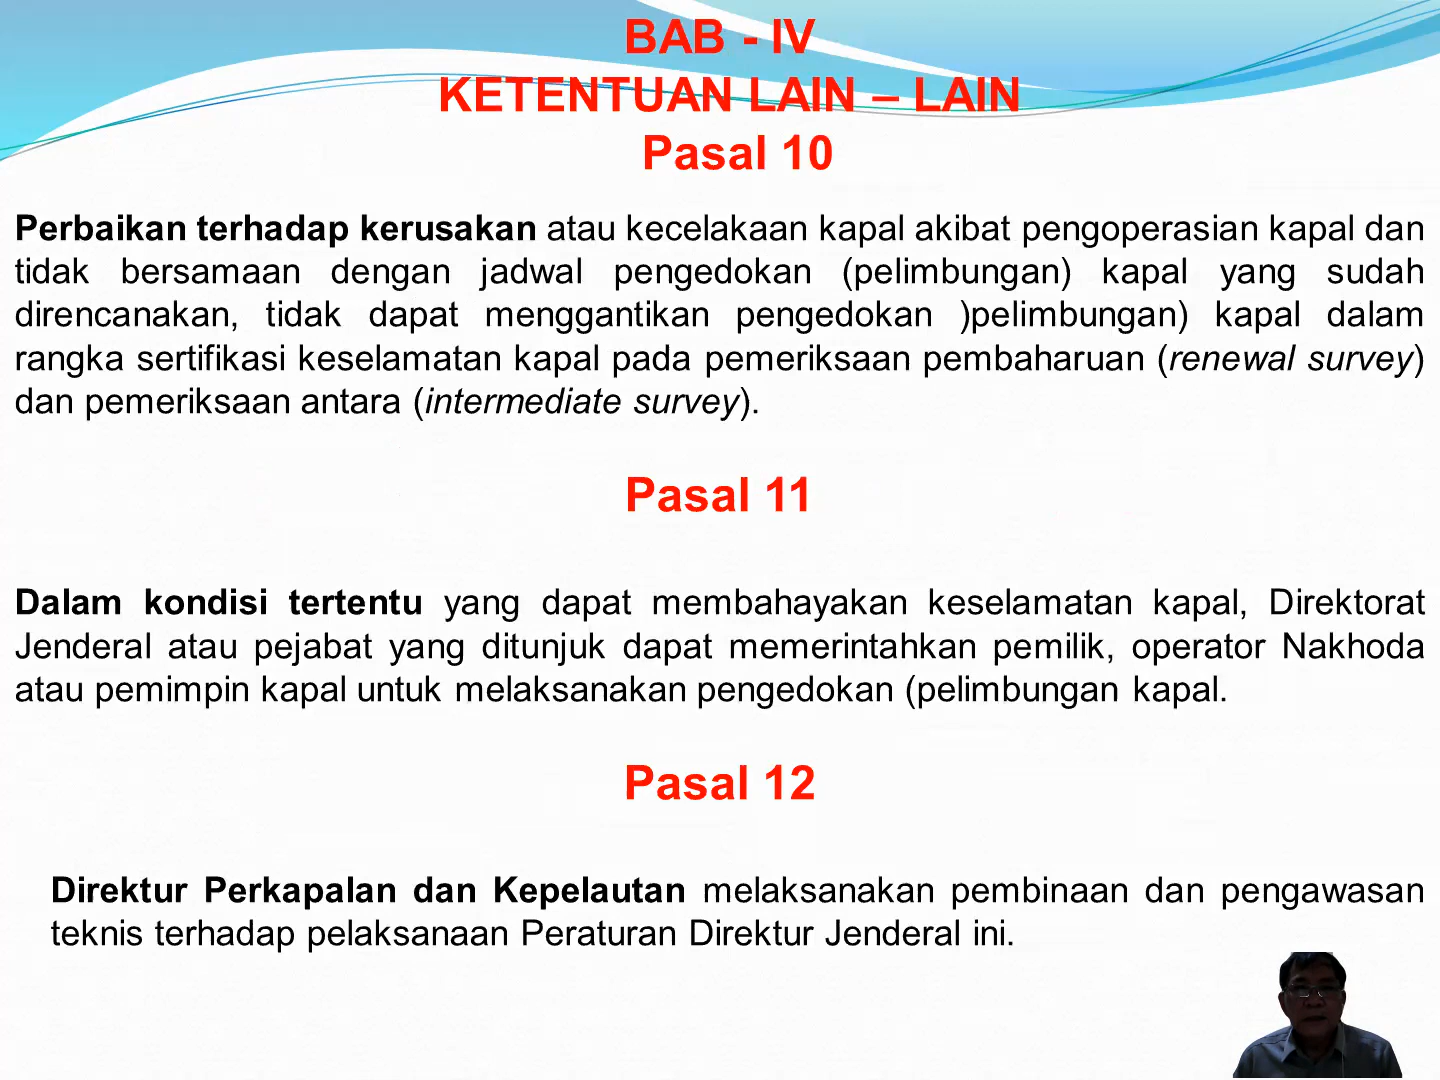 BAB - IV
KETENTUAN LAIN – LAIN
Pasal 10
Perbaikan terhadap kerusakan atau kecelakaan kapal akibat pengoperasian kapal dan
tidak bersamaan dengan jadwal pengedokan (pelimbungan) kapal yang sudah
direncanakan, tidak dapat menggantikan pengedokan )pelimbungan) kapal dalam
rangka sertifikasi keselamatan kapal pada pemeriksaan pembaharuan (renewal survey)
dan pemeriksaan antara (intermediate survey).
Pasal 11
Dalam kondisi tertentu yang dapat membahayakan keselamatan kapal, Direktorat
Jenderal atau pejabat yang ditunjuk dapat memerintahkan pemilik, operator Nakhoda
atau pemimpin kapal untuk melaksanakan pengedokan (pelimbungan kapal.
Pasal 12
Direktur Perkapalan dan Kepelautan melaksanakan pembinaan dan pengawasan
teknis terhadap pelaksanaan Peraturan Direktur Jenderal ini.